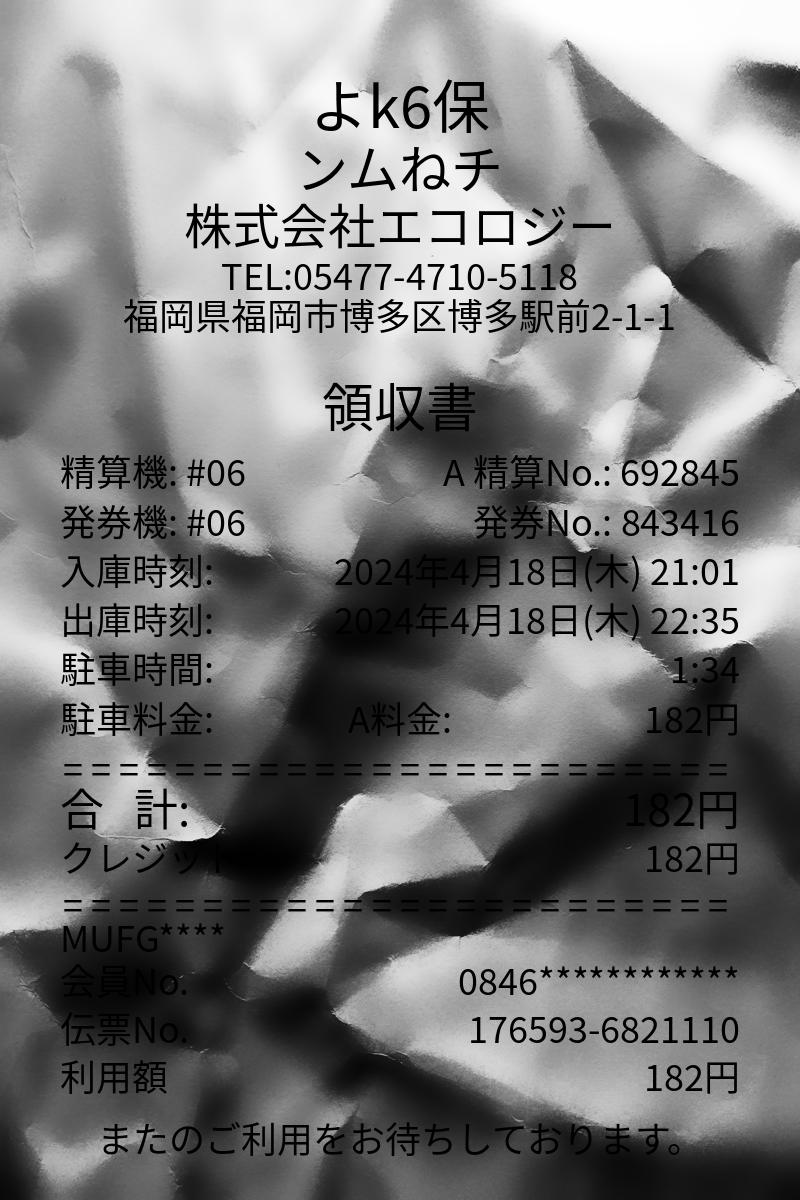 よk6保
ンムねチ
株式会社エコロジー
TEL:05477-4710-5118
福岡県福岡市博多区博多駅前2-1-1
領収書
精算機: #06 A 精算No.: 692845
発券機: #06 発券No.: 843416
入庫時刻: 2024年4月18日(木) 21:01
出庫時刻: 2024年4月18日(木) 22:35
駐車時間: 1:34
駐車料金: A料金: 182円
========================
合 計: 182円
クレジット 182円
========================
MUFG****
会員No. 0846************
伝票No. 176593-6821110
利用額 182円
またのご利用をお待ちしております。